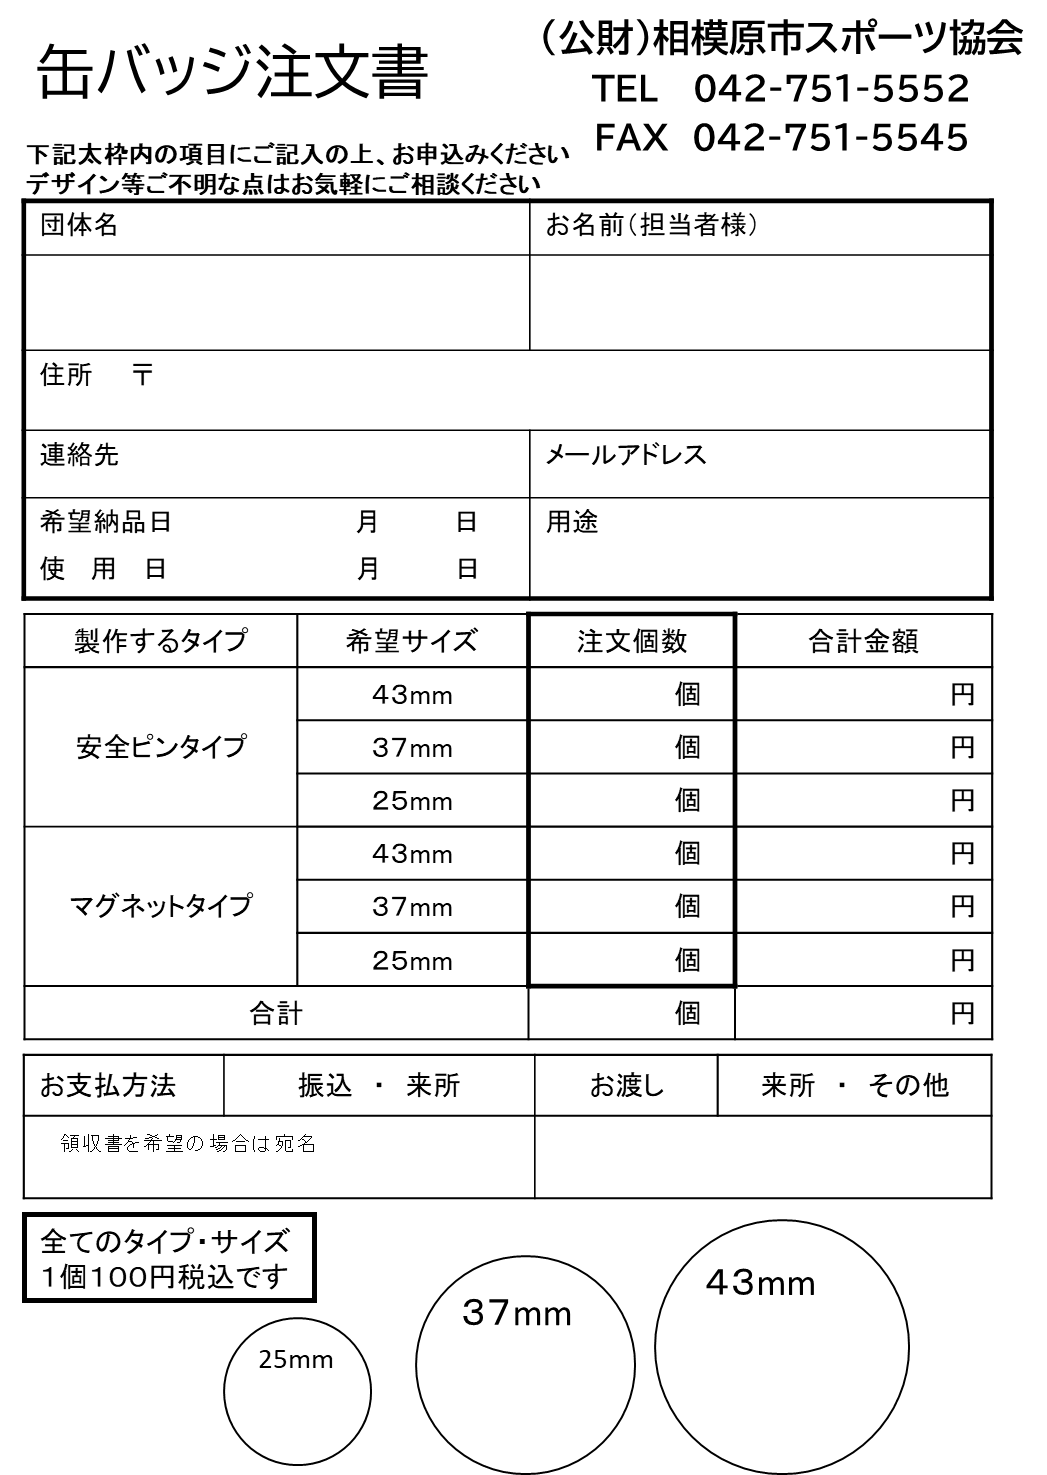 缶バッジ注文書
（公財）相模原市スポーツ協会
TEL　042-751-5552
FAX　042-751-5545
下記太枠内の項目にご記入の上、お申込みください
デザイン等ご不明な点はお気軽にご相談ください
団体名　お名前（担当者様）
住所　〒
連絡先　メールアドレス
希望納品日　月　日　用途
使　用　日　月　日
製作するタイプ　希望サイズ　注文個数　合計金額
安全ピンタイプ
43mm　個　円
37mm　個　円
25mm　個　円
マグネットタイプ
43mm　個　円
37mm　個　円
25mm　個　円
合計　個　円
お支払方法　振込　・　来所　お渡し　来所　・　その他
領収書を希望の場合は宛名
全てのタイプ・サイズ
１個１００円税込です
25mm
37mm
43mm